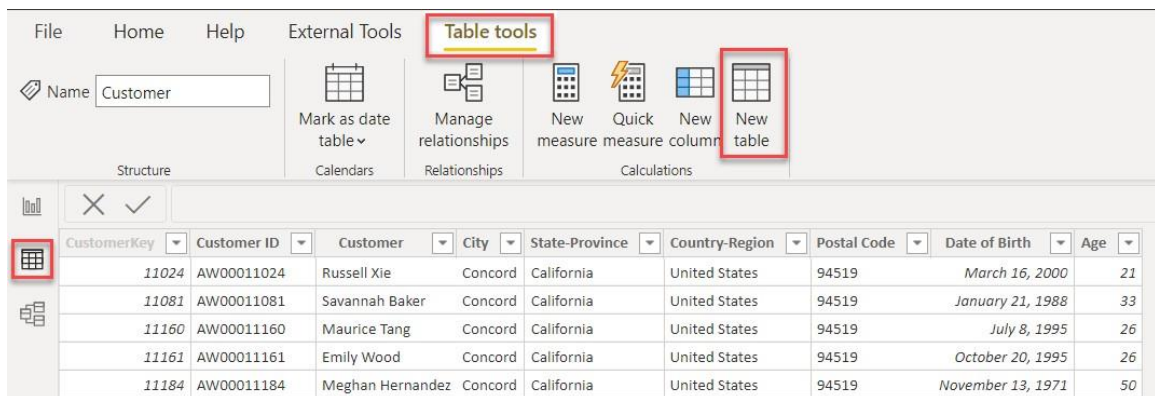 File Home Help External Tools Table tools
Name Customer
Mark as date table
Manage relationships
New measure
Quick measure
New column
New table
Structure Calendars Relationships Calculations
CustomerKey Customer ID Customer City State-Province Country-Region Postal Code Date of Birth Age
11024 AW00011024 Russell Xie Concord California United States 94519 March 16, 2000 21
11081 AW00011081 Savannah Baker Concord California United States 94519 January 21, 1988 33
11160 AW00011160 Maurice Tang Concord California United States 94519 July 8, 1995 26
11161 AW00011161 Emily Wood Concord California United States 94519 October 20, 1995 26
11184 AW00011184 Meghan Hernandez Concord California United States 94519 November 13, 1971 50